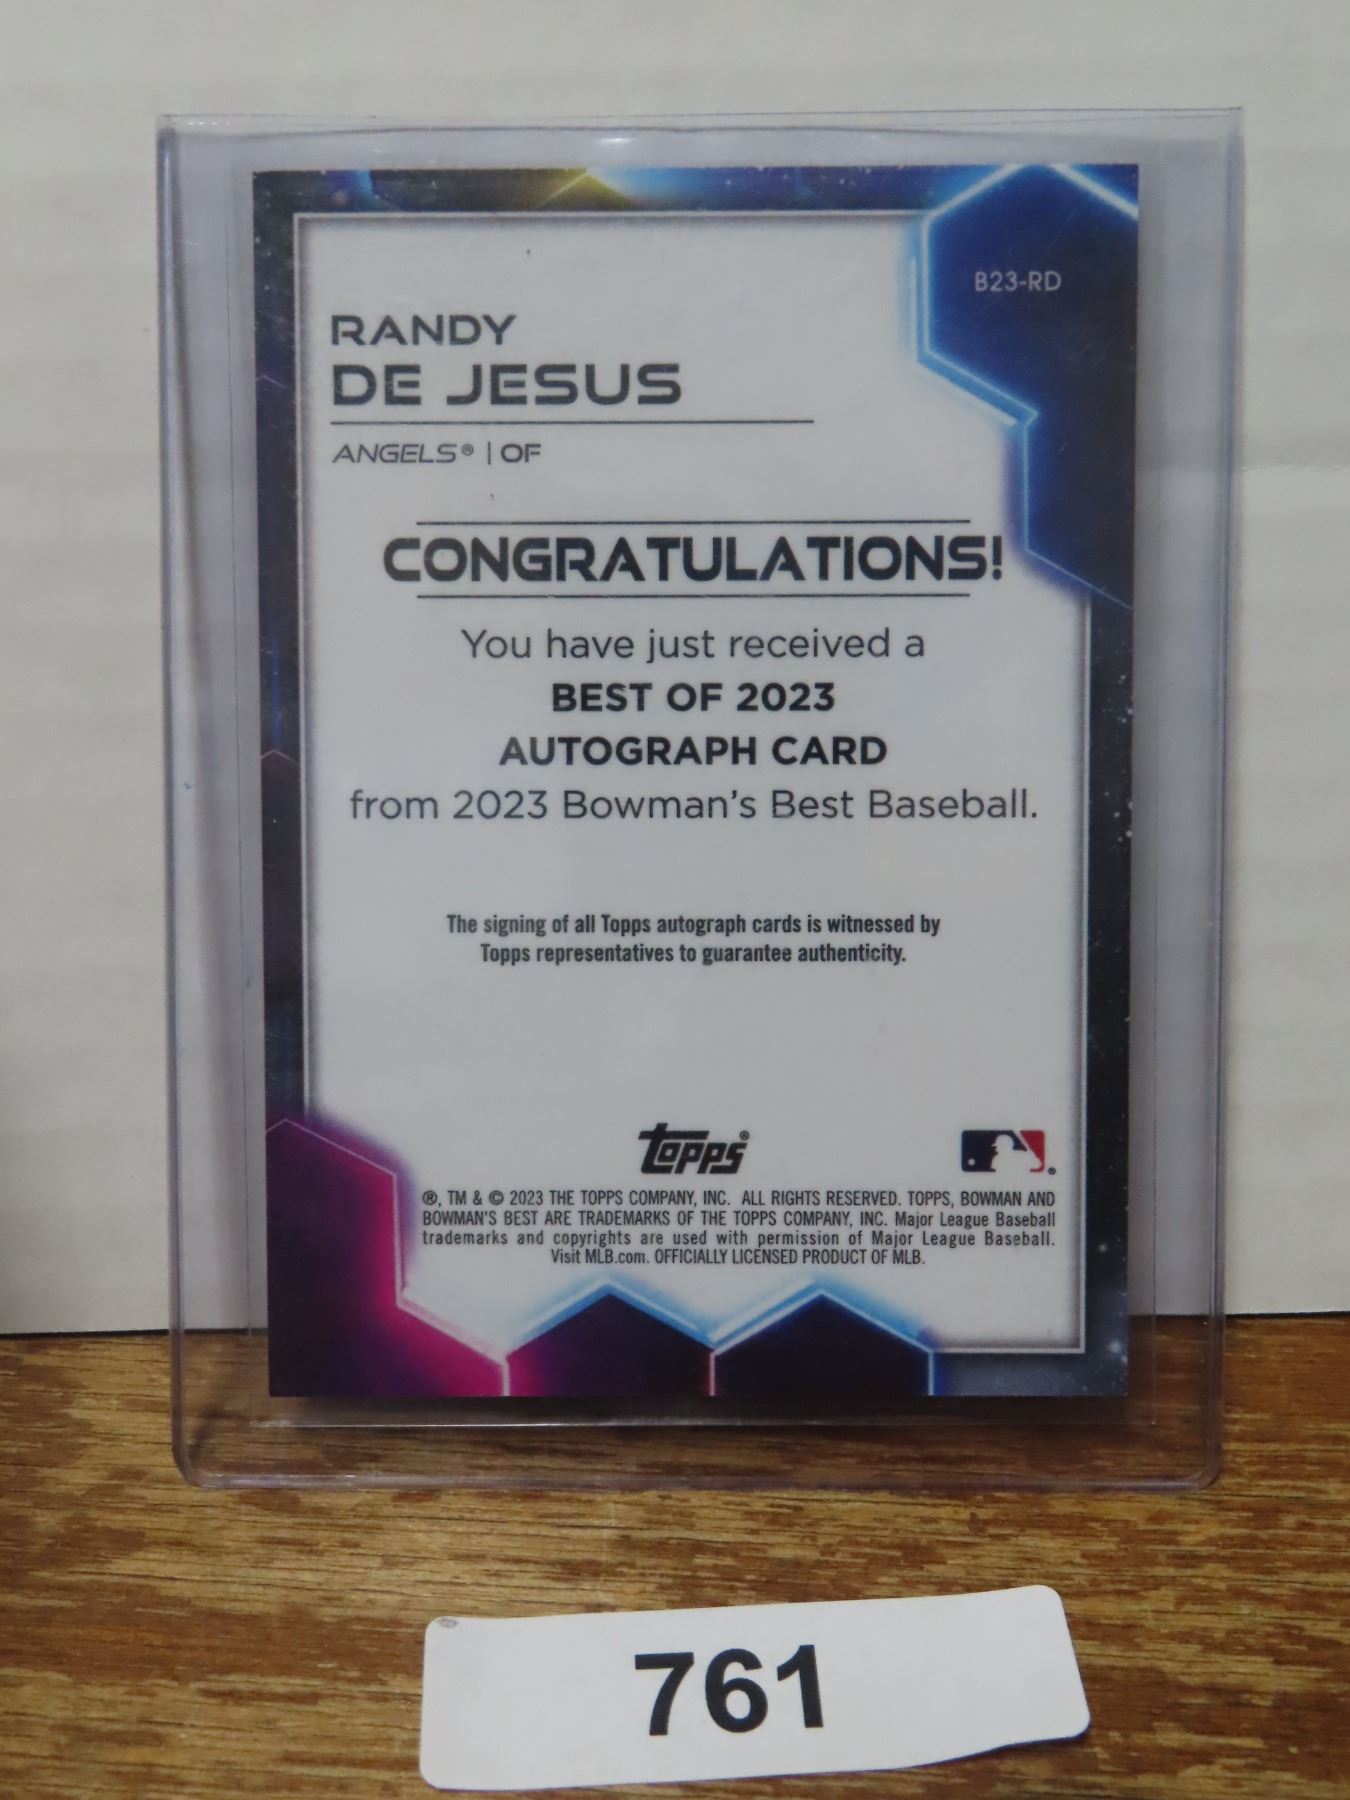 B23-RD
RANDY
DE JESUS
ANGELS® | OF
CONGRATULATIONS!
You have just received a
BEST OF 2023
AUTOGRAPH CARD
from 2023 Bowman's Best Baseball.
The signing of all Topps autograph cards is witnessed by
Topps representatives to guarantee authenticity.
Topps®
®, TM & © 2023 THE TOPPS COMPANY, INC. ALL RIGHTS RESERVED. TOPPS, BOWMAN AND
BOWMAN'S BEST ARE TRADEMARKS OF THE TOPPS COMPANY, INC. Major League Baseball
trademarks and copyrights are used with permission of Major League Baseball.
Visit MLB.com. OFFICIALLY LICENSED PRODUCT OF MLB.
761